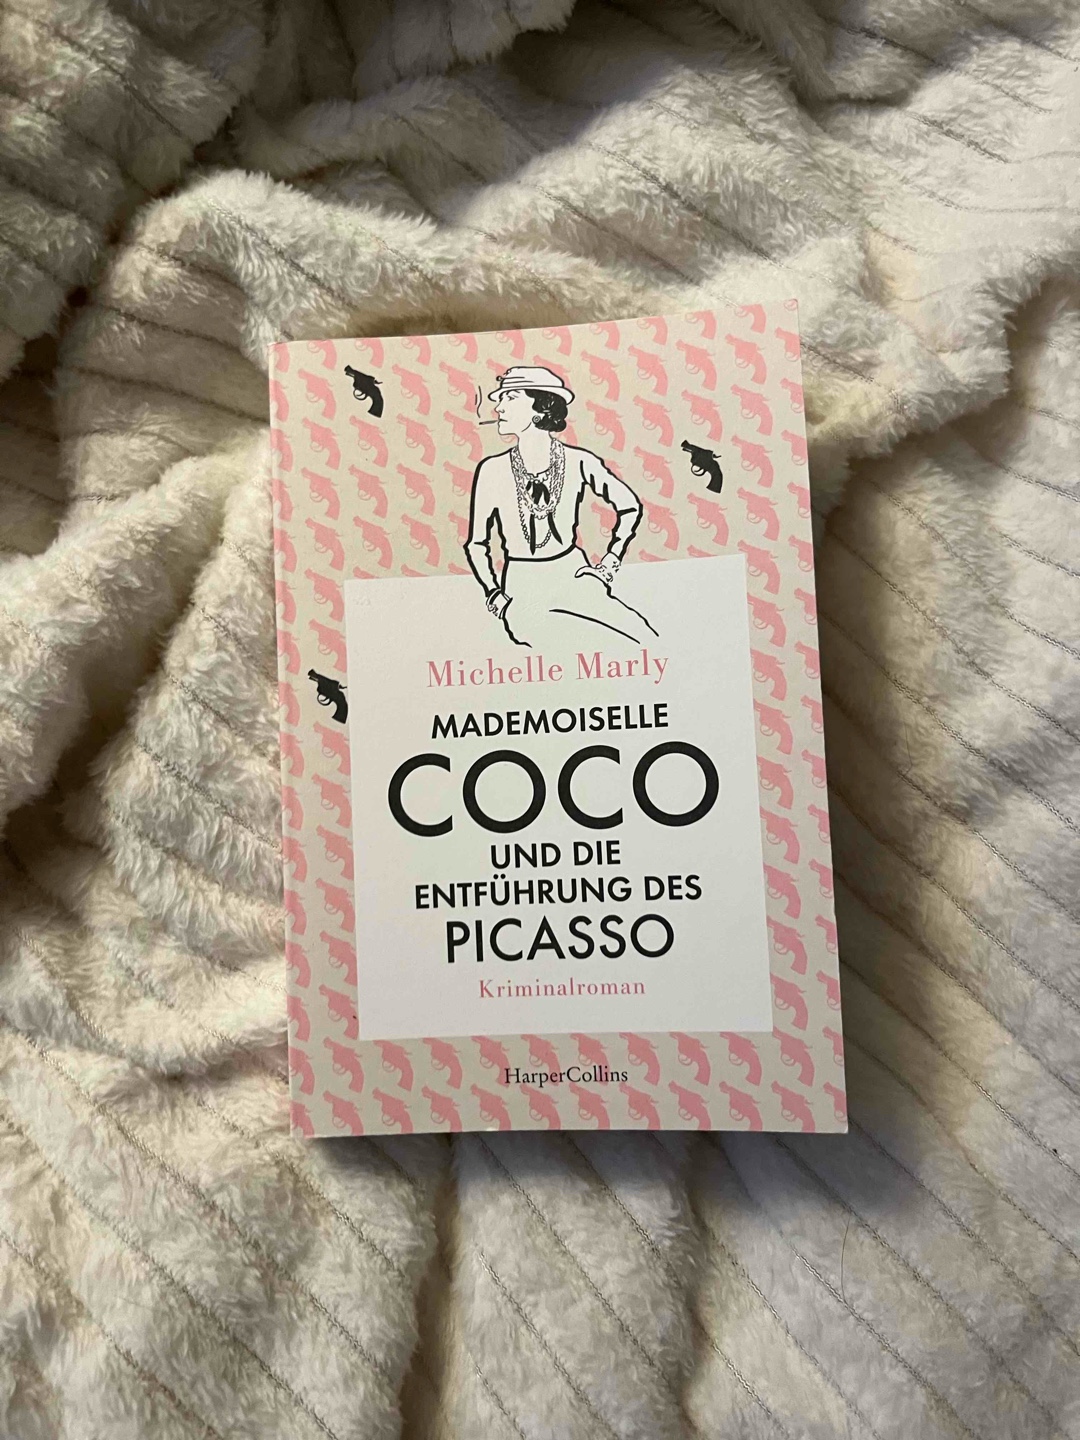 Michelle Marly
MADEMOISELLE
COCO
UND DIE
ENTFÜHRUNG DES
PICASSO
Kriminalroman
HarperCollins